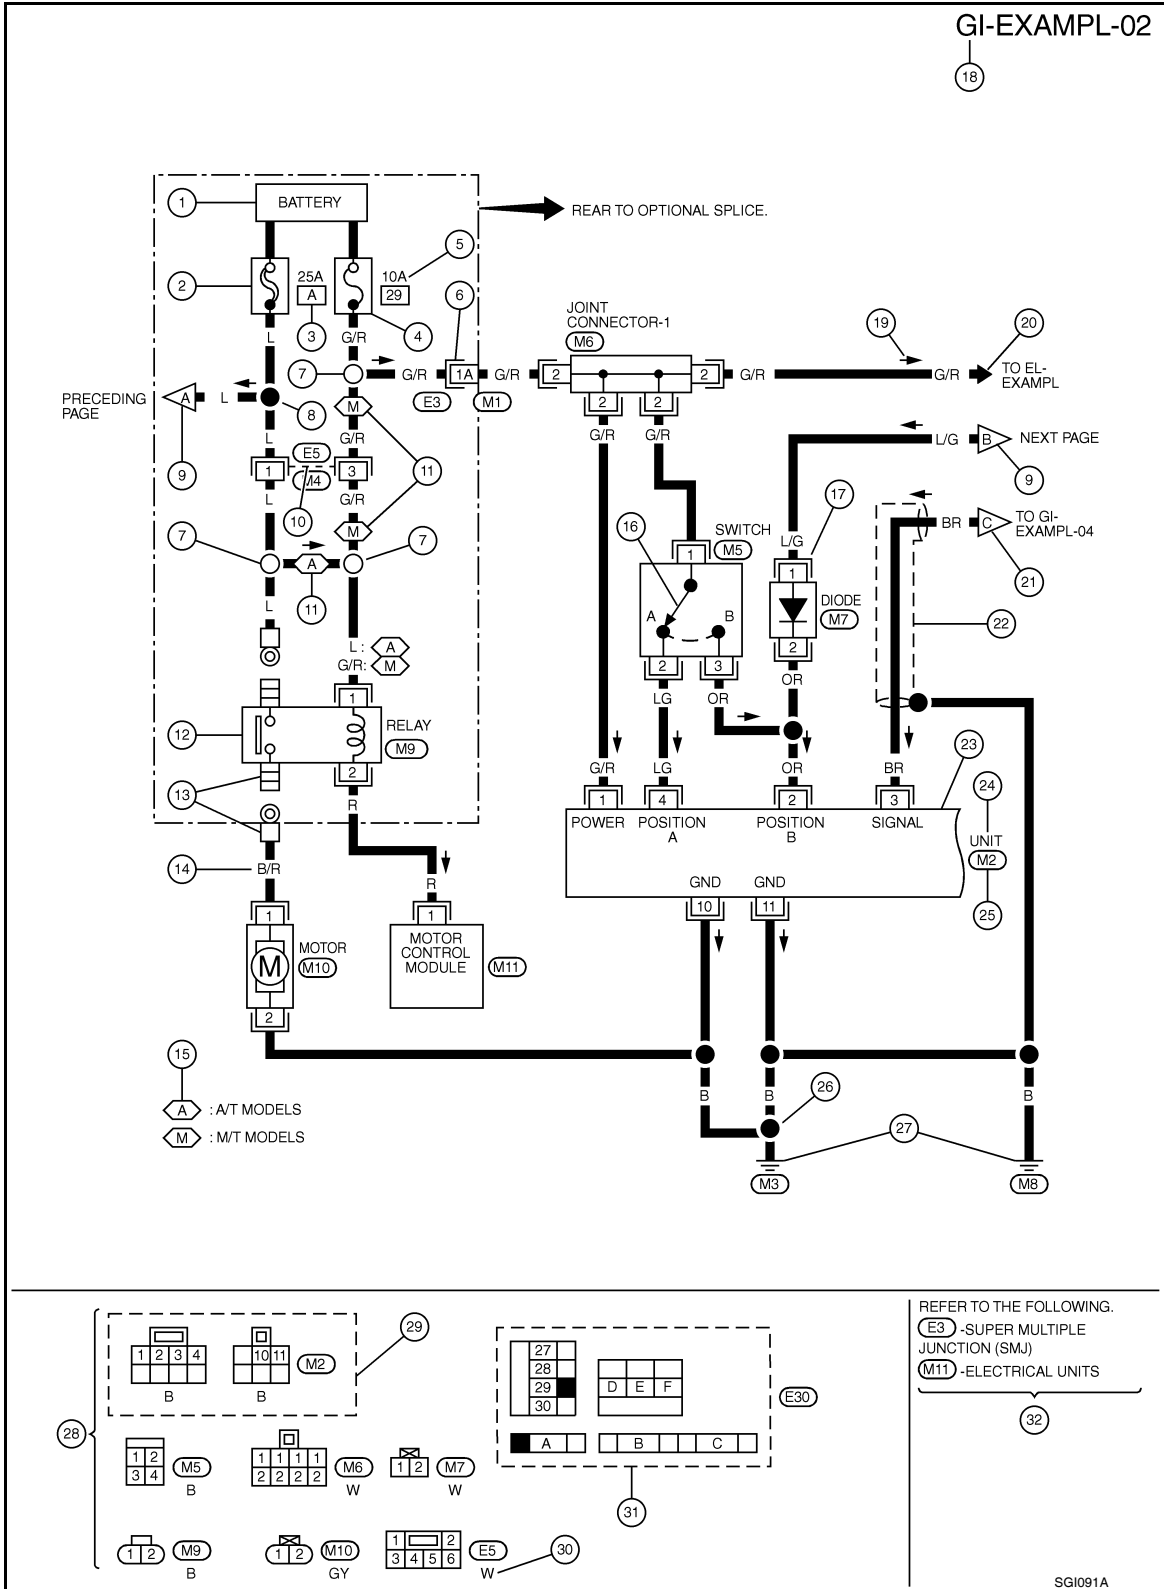 GI-EXAMPL-02
18
1
BATTERY
REAR TO OPTIONAL SPLICE.
5
2
25A
A
10A
29
6
3
4
L
G/R
JOINT
CONNECTOR-1
M6
19
20
7
G/R
1A
G/R
2
2
G/R
G/R
TO EL-
EXAMPL
E3
M1
PRECEDING
PAGE
A
L
8
M
2
2
L
G/R
G/R
G/R
L/G
B
NEXT PAGE
E5
1
3
M4
11
9
9
L
G/R
10
17
BR
C
TO GI-
EXAMPL-04
7
M
7
16
SWITCH
M5
L/G
1
1
A
21
11
L
A
B
DIODE
M7
22
L :
A
G/R:
M
2
3
2
1
LG
OR
OR
12
RELAY
M9
23
2
G/R
LG
OR
BR
13
R
1
4
2
3
24
POWER
POSITION
A
POSITION
B
SIGNAL
UNIT
M2
14
B/R
R
GND
GND
1
1
10
11
25
MOTOR
M10
M
MOTOR
CONTROL
MODULE
M11
2
15
26
B
B
B
A
: A/T MODELS
27
M
: M/T MODELS
M3
M8
28
29
1 2 3 4
10 11
M2
B
B
27
28
29
30
D E F
A
B
C
E30
31
REFER TO THE FOLLOWING.
E3 -SUPER MULTIPLE
JUNCTION (SMJ)
M11 -ELECTRICAL UNITS
32
1 2
3 4
M5
B
1 1 1 1
2 2 2 2
M6
W
1 2
M7
W
1 2
M9
B
1 2
M10
GY
1 2
3 4 5 6
E5
W
30
SGI091A